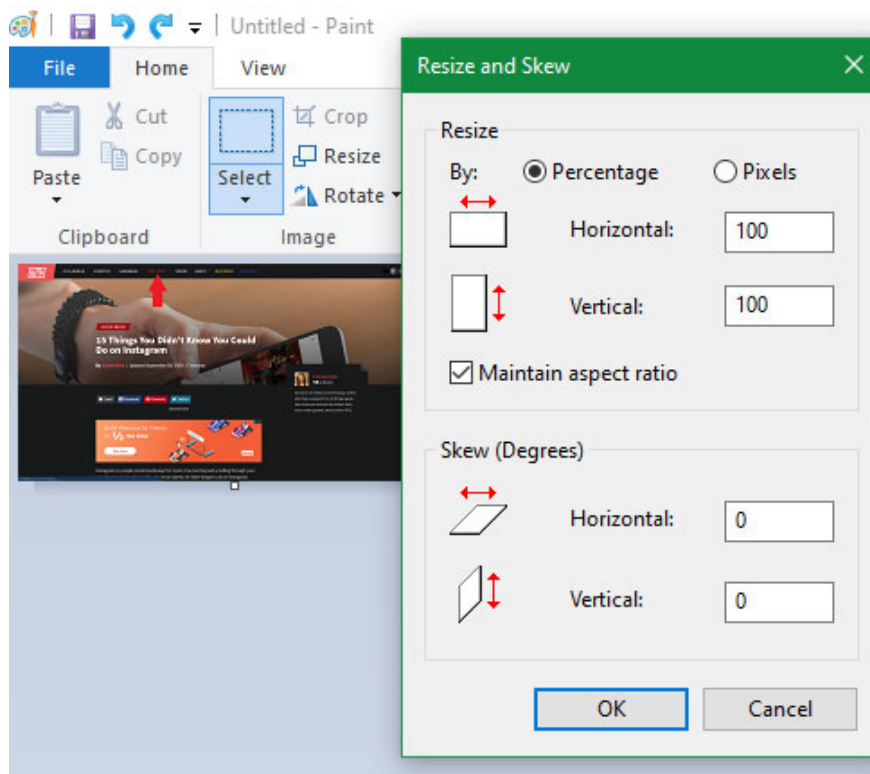 Untitled - Paint
File Home View
Paste
Cut
Copy
Clipboard
Select
Crop
Resize
Rotate
Image
15 Things You Didn't Know You Could
Do on Instagram
Resize and Skew
Resize
By: Percentage Pixels
Horizontal: 100
Vertical: 100
Maintain aspect ratio
Skew (Degrees)
Horizontal: 0
Vertical: 0
OK Cancel